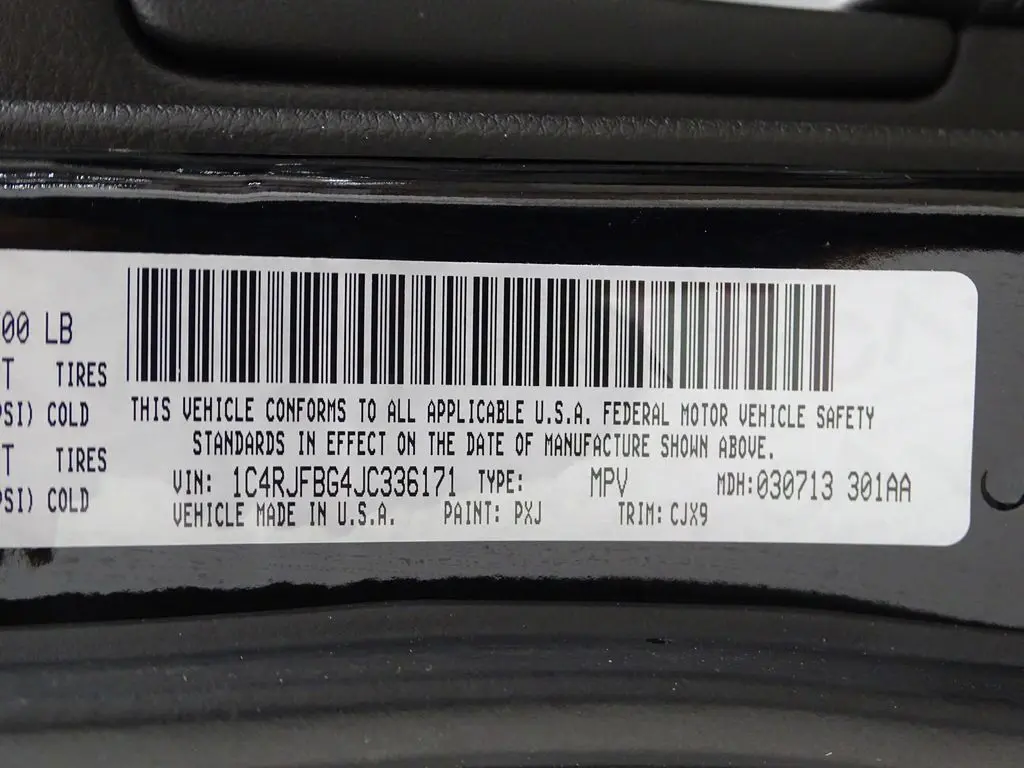 00 LB
T TIRES
PSI) COLD
T TIRES
PSI) COLD
THIS VEHICLE CONFORMS TO ALL APPLICABLE U.S.A. FEDERAL MOTOR VEHICLE SAFETY
STANDARDS IN EFFECT ON THE DATE OF MANUFACTURE SHOWN ABOVE.
VIN: 1C4RJFBG4JC336171 TYPE: MPV MDH:030713 301AA
VEHICLE MADE IN U.S.A. PAINT: PXJ TRIM: CJX9